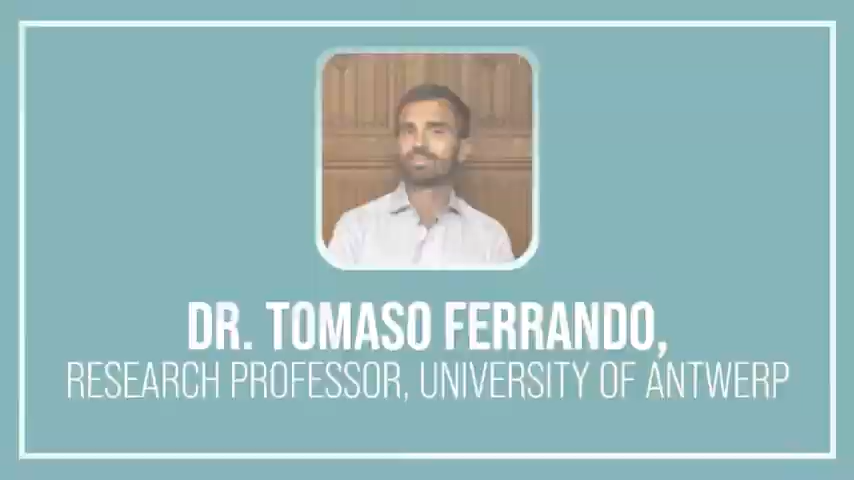 DR. TOMASO FERRANDO,
RESEARCH PROFESSOR, UNIVERSITY OF ANTWERP